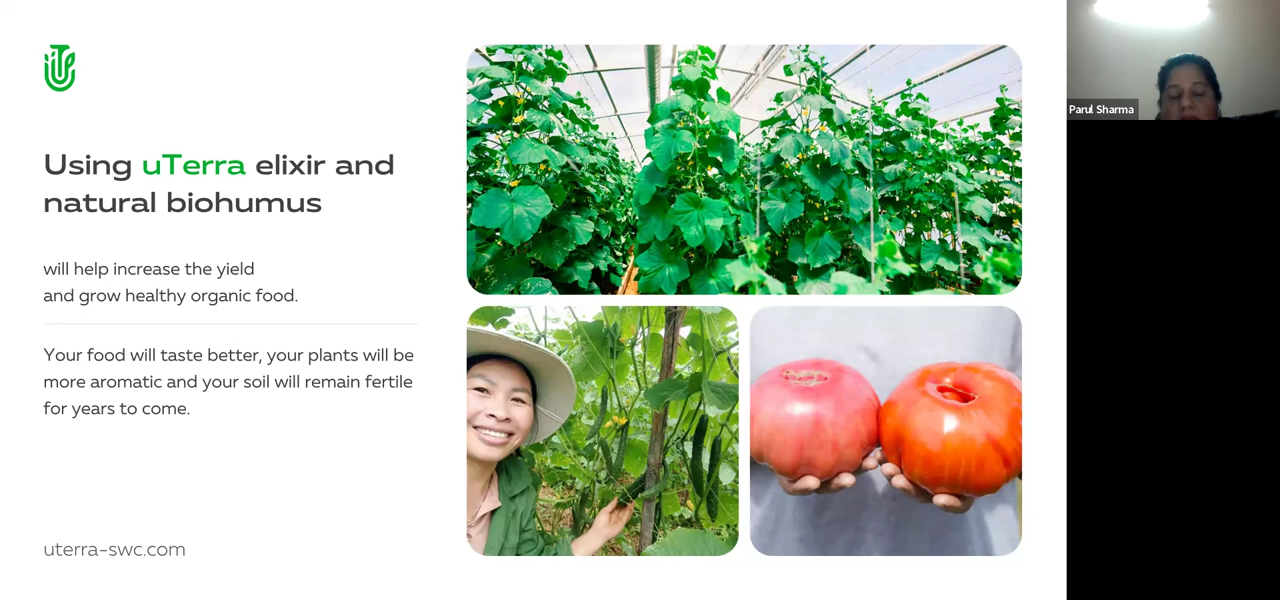 Using uTerra elixir and
natural biohumus
will help increase the yield
and grow healthy organic food.
Your food will taste better, your plants will be
more aromatic and your soil will remain fertile
for years to come.
uterra-swc.com
Parul Sharma